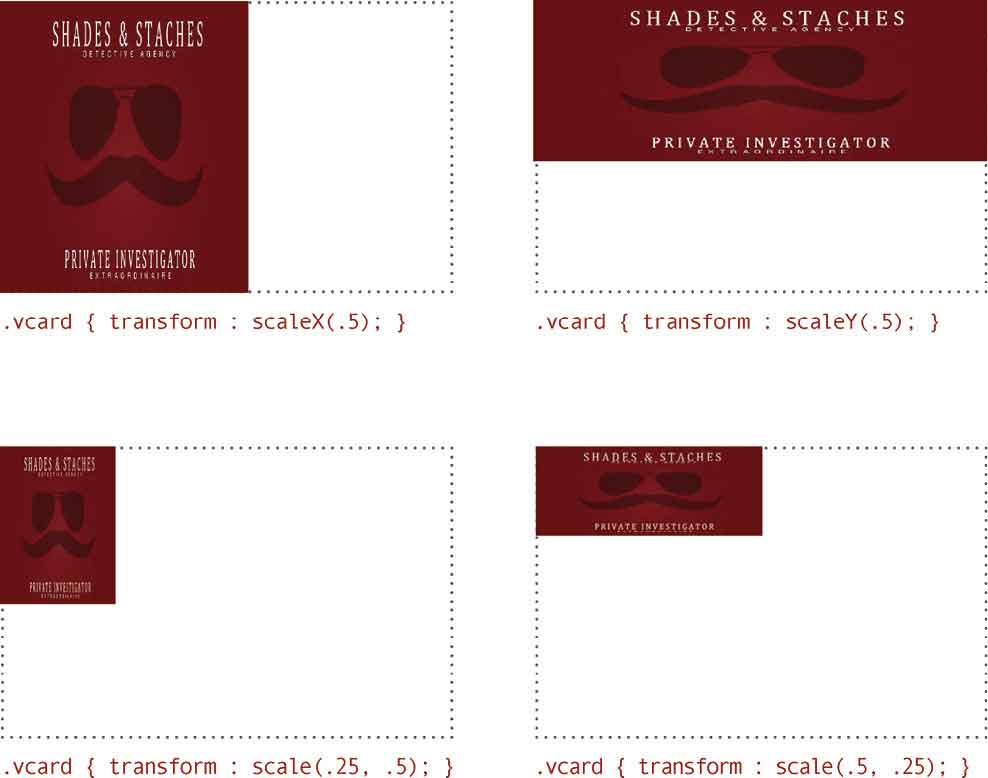 SHADES & STACHES
DETECTIVE AGENCY
PRIVATE INVESTIGATOR
EXTRAORDINAIRE
.vcard { transform : scaleX(.5); }
SHADES & STACHES
DETECTIVE AGENCY
PRIVATE INVESTIGATOR
EXTRAORDINAIRE
.vcard { transform : scaleY(.5); }
SHADES & STACHES
DETECTIVE AGENCY
PRIVATE INVESTIGATOR
EXTRAORDINAIRE
.vcard { transform : scale(.25, .5); }
SHADES & STACHES
PRIVATE INVESTIGATOR
.vcard { transform : scale(.5, .25); }